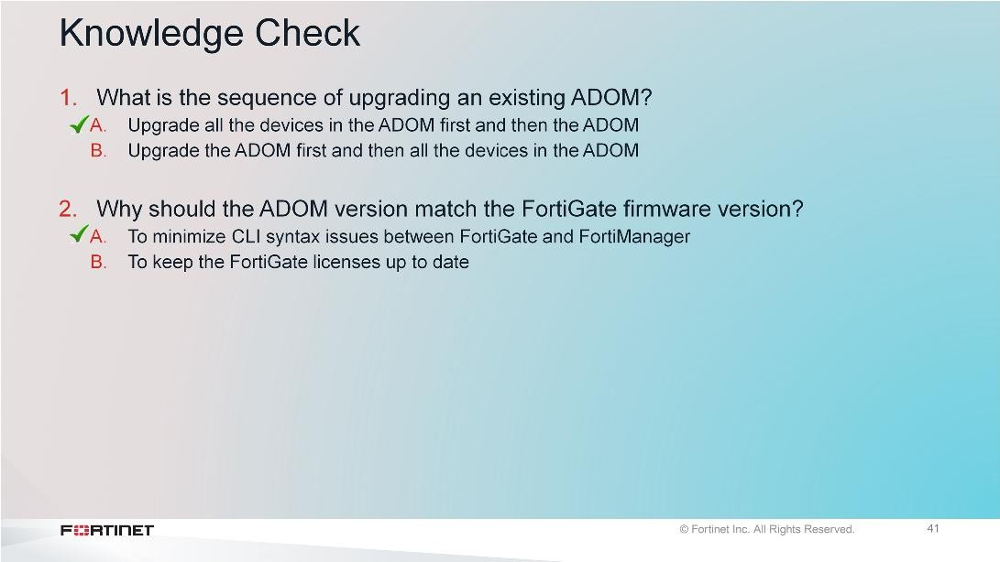 Knowledge Check
1. What is the sequence of upgrading an existing ADOM?
A. Upgrade all the devices in the ADOM first and then the ADOM
B. Upgrade the ADOM first and then all the devices in the ADOM
2. Why should the ADOM version match the FortiGate firmware version?
A. To minimize CLI syntax issues between FortiGate and FortiManager
B. To keep the FortiGate licenses up to date
FORTINET
© Fortinet Inc. All Rights Reserved.
41